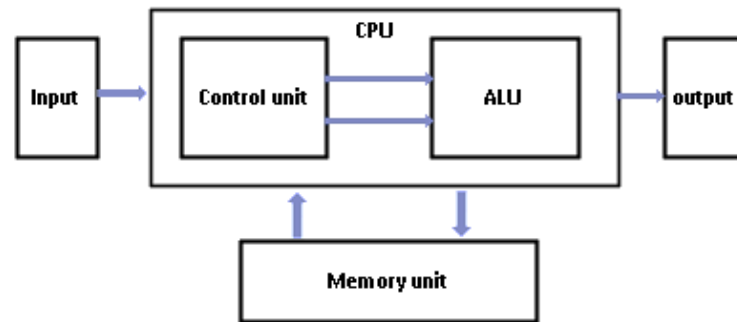 CPU
Input
Control unit
ALU
output
Memory unit